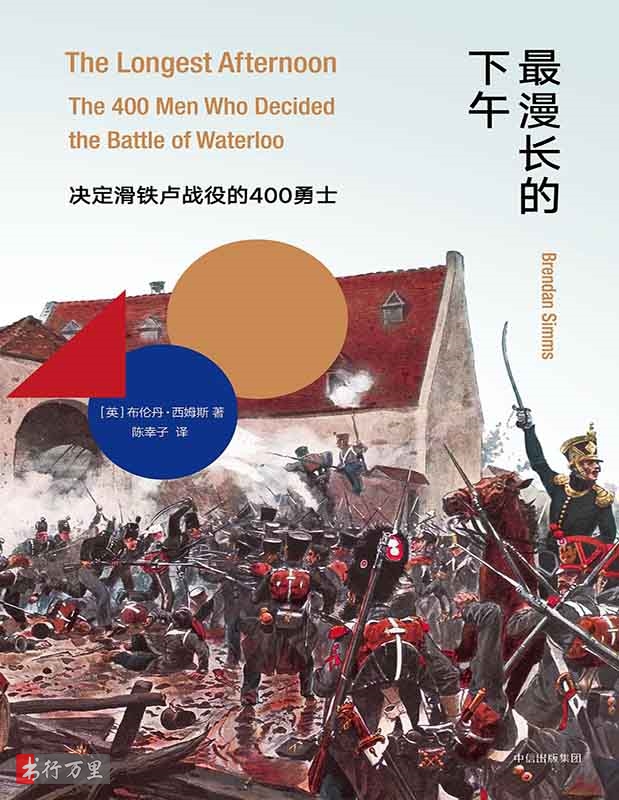 The Longest Afternoon
The 400 Men Who Decided
the Battle of Waterloo
决定滑铁卢战役的400勇士
最漫长的
下午
Brendan Simms
[英]布伦丹·西姆斯 著
陈幸子 译
中信出版集团
书行万里